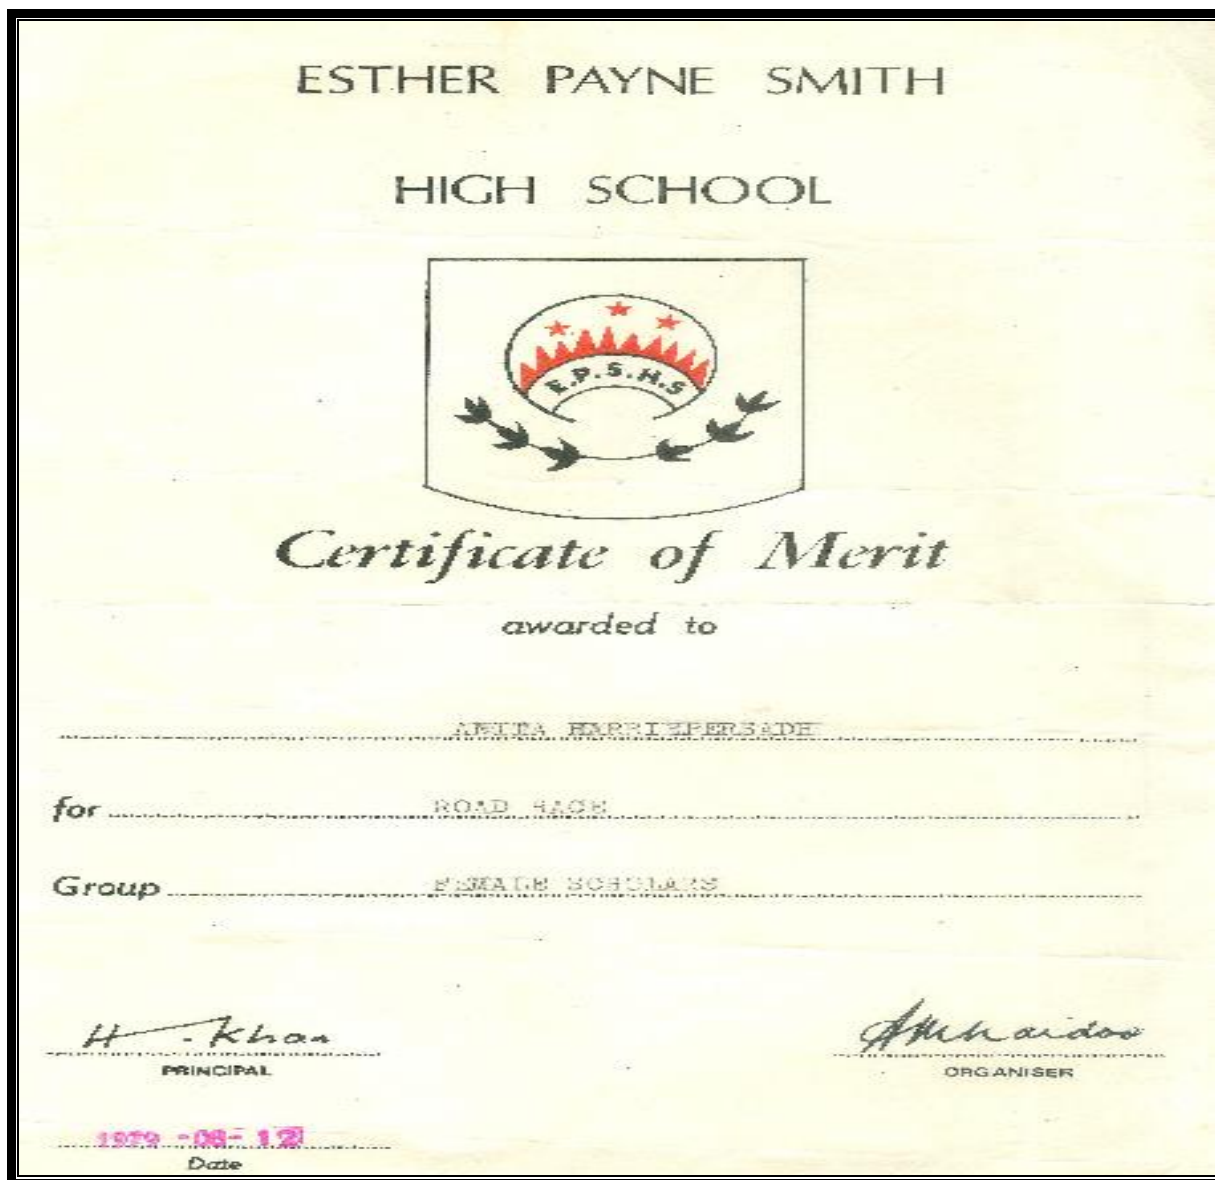 ESTHER PAYNE SMITH
HIGH SCHOOL
E.P.S.H.S
Certificate of Merit
awarded to
ANITA HARRIEPERSADH
for ROAD RACE
Group FEMALE SCHOLARS
H. Khan
PRINCIPAL
ORGANISER
1979 -08- 12
Date